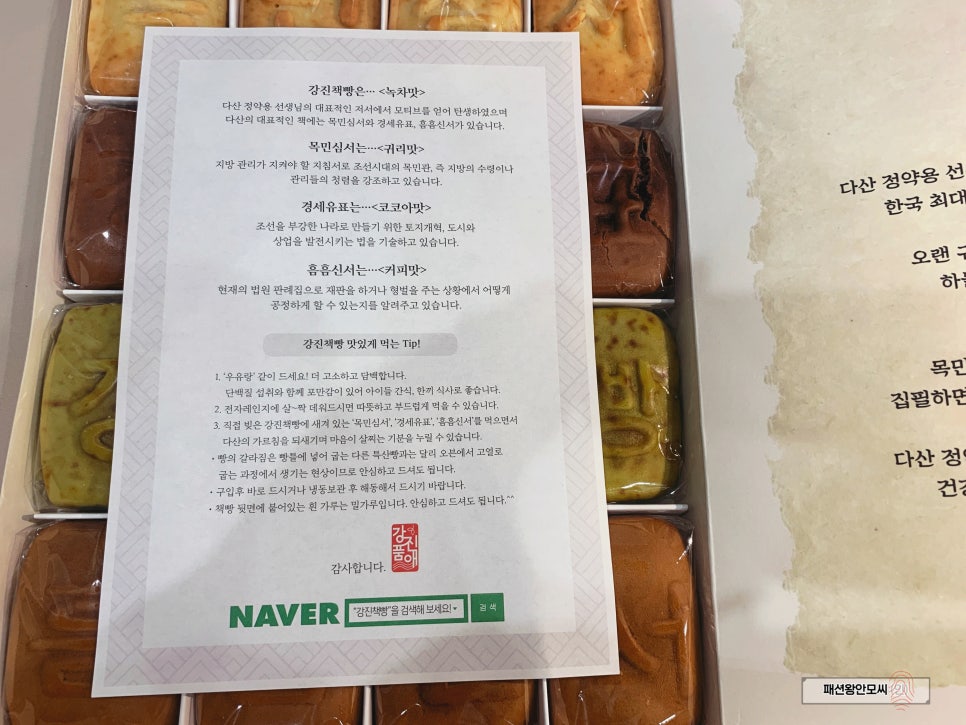 강진책빵은… <녹차맛>
다산 정약용 선생님의 대표적인 저서에서 모티브를 얻어 탄생하였으며
다산의 대표적인 책에는 목민심서와 경세유표, 흠흠신서가 있습니다.
목민심서는…<귀리맛>
지방 관리가 지켜야 할 지침서로 조선시대의 목민관, 즉 지방의 수령이나
관리들의 청렴을 강조하고 있습니다.
경세유표는…<코코아맛>
조선을 부강한 나라로 만들기 위한 토지개혁, 도시와
상업을 발전시키는 법을 기술하고 있습니다.
흠흠신서는…<커피맛>
현재의 법원 판례집으로 재판을 하거나 형벌을 주는 상황에서 어떻게
공정하게 할 수 있는지를 알려주고 있습니다.
강진책빵 맛있게 먹는 Tip!
1. '우유랑' 같이 드세요! 더 고소하고 담백합니다.
단백질 섭취와 함께 포만감이 있어 아이들 간식, 한끼 식사로 좋습니다.
2. 전자레인지에 살~짝 데워드시면 따뜻하고 부드럽게 먹을 수 있습니다.
3. 직접 빚은 강진책빵에 새겨 있는 '목민심서', '경세유표', '흠흠신서'를 먹으면서
다산의 가르침을 되새기며 마음이 살찌는 기분을 누릴 수 있습니다.
• 빵의 갈라짐은 빵틀에 넣어 굽는 다른 특산빵과는 달리 오븐에서 고열로
굽는 과정에서 생기는 현상이므로 안심하고 드셔도 됩니다.
• 구입후 바로 드시거나 냉동보관 후 해동해서 드시기 바랍니다.
• 책빵 뒷면에 붙어있는 흰 가루는 밀가루입니다. 안심하고 드셔도 됩니다.^^
감사합니다.
강진
품애
NAVER "강진책빵"을 검색해 보세요! 검색
다산 정약용 선
한국 최대
오랜
하늘
목민
집필하면
다산 정약
건강
패션왕안모씨